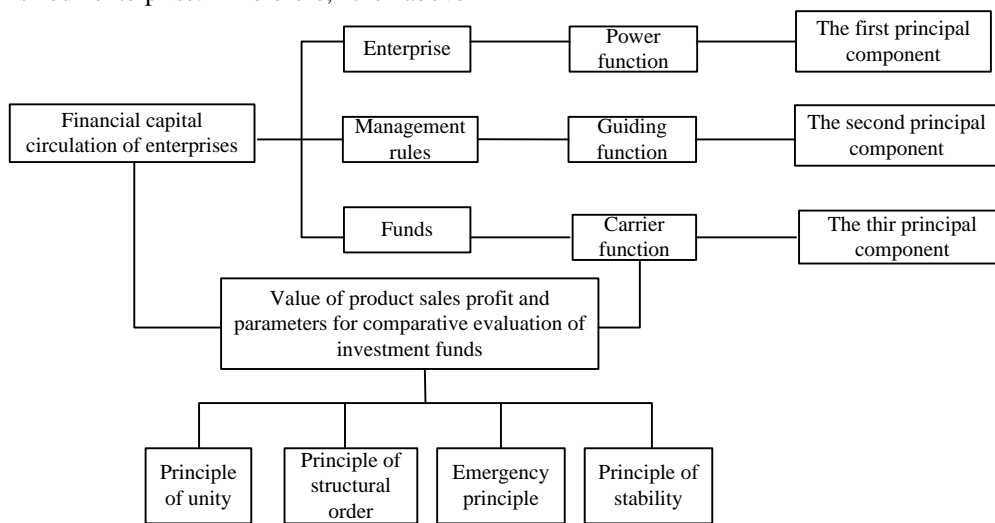 Enterprise
Power
function
The first principal
component
Financial capital
circulation of enterprises
Management
rules
Guiding
function
The second principal
component
Funds
Carrier
function
The thir principal
component
Value of product sales profit and
parameters for comparative evaluation of
investment funds
Principle
of unity
Principle of
structural
order
Emergency
principle
Principle of
stability